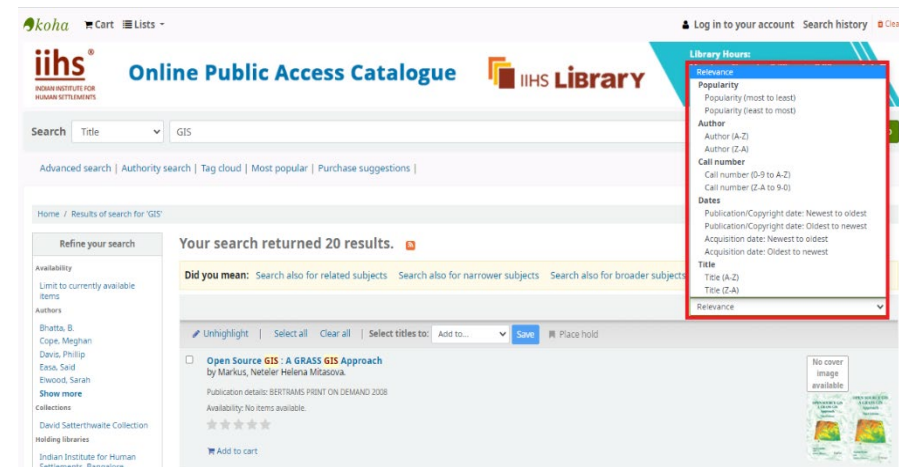 koha Cart Lists Log in to your account Search history Clea
iihs®
INDIAN INSTITUTE FOR
HUMAN SETTLEMENTS
Online Public Access Catalogue
IIHS LIBRARY
Library Hours:
Search Title GIS
Advanced search | Authority search | Tag cloud | Most popular | Purchase suggestions |
Home / Results of search for 'GIS'
Relevance
Popularity
Popularity (most to least)
Popularity (least to most)
Author
Author (A-Z)
Author (Z-A)
Call number
Call number (0-9 to A-Z)
Call number (Z-A to 9-0)
Dates
Publication/Copyright date: Newest to oldest
Publication/Copyright date: Oldest to newest
Acquisition date: Newest to oldest
Acquisition date: Oldest to newest
Title
Title (A-Z)
Title (Z-A)
Relevance
Refine your search
Availability
Limit to currently available
items
Authors
Bhatta, B.
Cope, Meghan
Davis, Phillip
Easa, Said
Elwood, Sarah
Show more
Collections
David Satterthwaite Collection
Holding libraries
Indian Institute for Human
Settlements, Bangalore
Your search returned 20 results.
Did you mean: Search also for related subjects Search also for narrower subjects Search also for broader subjects
Unhighlight | Select all Clear all | Select titles to: Add to... Save Place hold
Open Source GIS : A GRASS GIS Approach
by Markus, Neteler Helena Mitasova.
Publication details: BERTRAMS PRINT ON DEMAND 2008
Availability: No items available.
Add to cart
No cover
image
available